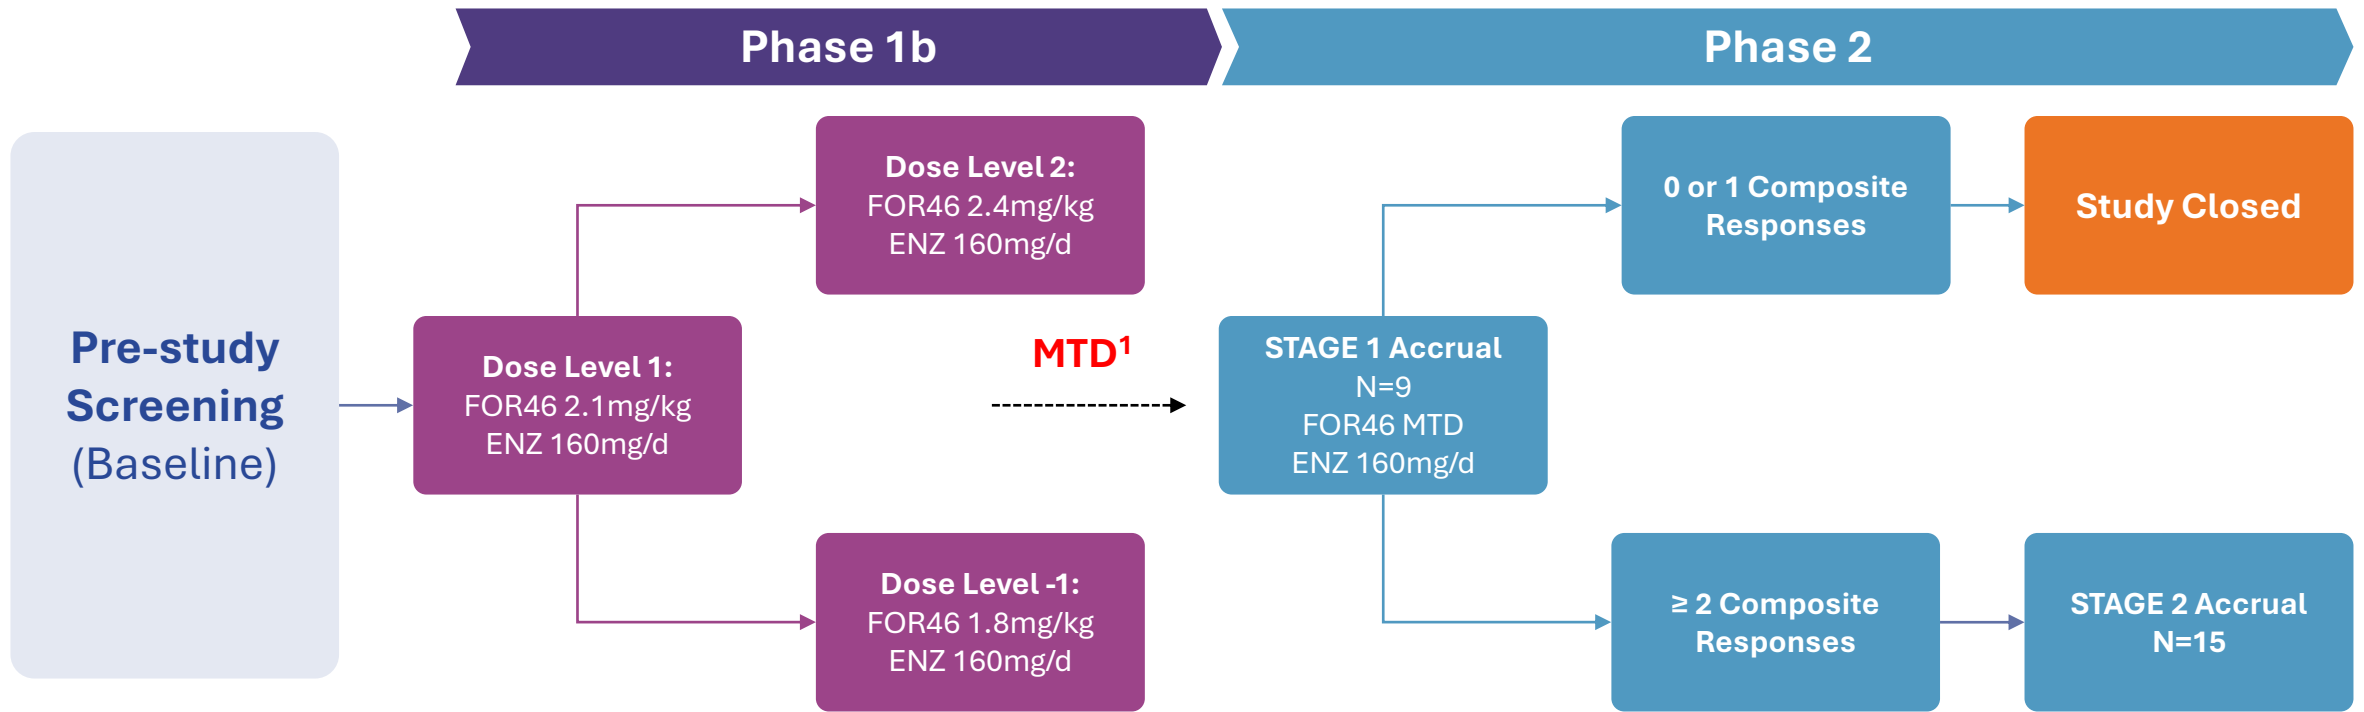 Phase 1b
Phase 2
Pre-study
Screening
(Baseline)
Dose Level 1:
FOR46 2.1mg/kg
ENZ 160mg/d
Dose Level 2:
FOR46 2.4mg/kg
ENZ 160mg/d
Dose Level -1:
FOR46 1.8mg/kg
ENZ 160mg/d
MTD¹
STAGE 1 Accrual
N=9
FOR46 MTD
ENZ 160mg/d
0 or 1 Composite
Responses
Study Closed
≥ 2 Composite
Responses
STAGE 2 Accrual
N=15